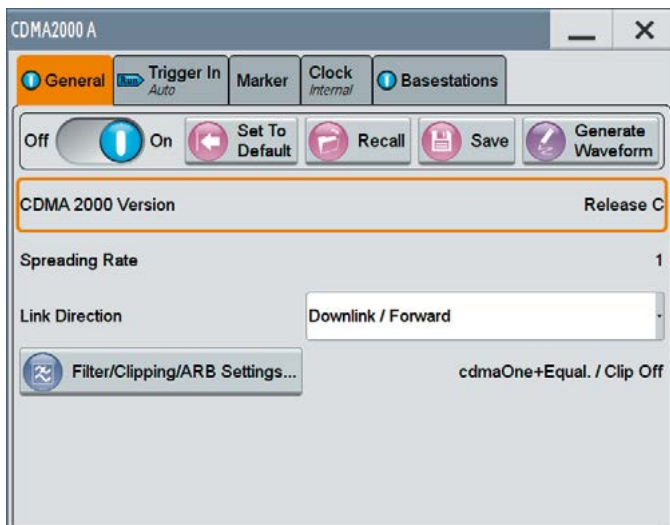 CDMA2000 A
General
Run
Trigger In
Auto
Marker
Clock
Internal
Basestations
Off
On
Set To
Default
Recall
Save
Generate
Waveform
CDMA 2000 Version
Release C
Spreading Rate
1
Link Direction
Downlink / Forward
Filter/Clipping/ARB Settings...
cdmaOne+Equal. / Clip Off